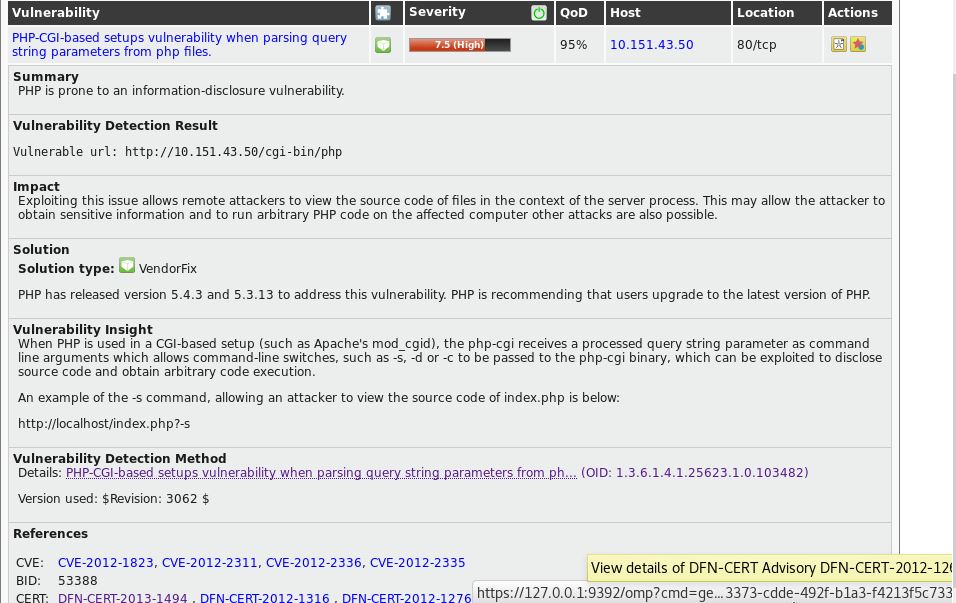 Vulnerability Severity QoD Host Location Actions
PHP-CGI-based setups vulnerability when parsing query
string parameters from php files.
7.5 (High) 95% 10.151.43.50 80/tcp
Summary
PHP is prone to an information-disclosure vulnerability.
Vulnerability Detection Result
Vulnerable url: http://10.151.43.50/cgi-bin/php
Impact
Exploiting this issue allows remote attackers to view the source code of files in the context of the server process. This may allow the attacker to
obtain sensitive information and to run arbitrary PHP code on the affected computer other attacks are also possible.
Solution
Solution type: VendorFix
PHP has released version 5.4.3 and 5.3.13 to address this vulnerability. PHP is recommending that users upgrade to the latest version of PHP.
Vulnerability Insight
When PHP is used in a CGI-based setup (such as Apache's mod_cgid), the php-cgi receives a processed query string parameter as command
line arguments which allows command-line switches, such as -s, -d or -c to be passed to the php-cgi binary, which can be exploited to disclose
source code and obtain arbitrary code execution.
An example of the -s command, allowing an attacker to view the source code of index.php is below:
http://localhost/index.php?-s
Vulnerability Detection Method
Details: PHP-CGI-based setups vulnerability when parsing query string parameters from ph... (OID: 1.3.6.1.4.1.25623.1.0.103482)
Version used: $Revision: 3062 $
References
CVE: CVE-2012-1823, CVE-2012-2311, CVE-2012-2336, CVE-2012-2335
BID: 53388
CERT: DFN-CERT-2013-1494 , DFN-CERT-2012-1316 , DFN-CERT-2012-1276
View details of DFN-CERT Advisory DFN-CERT-2012-126
https://127.0.0.1:9392/omp?cmd=ge...3373-cdde-492f-b1a3-f4213f5c733